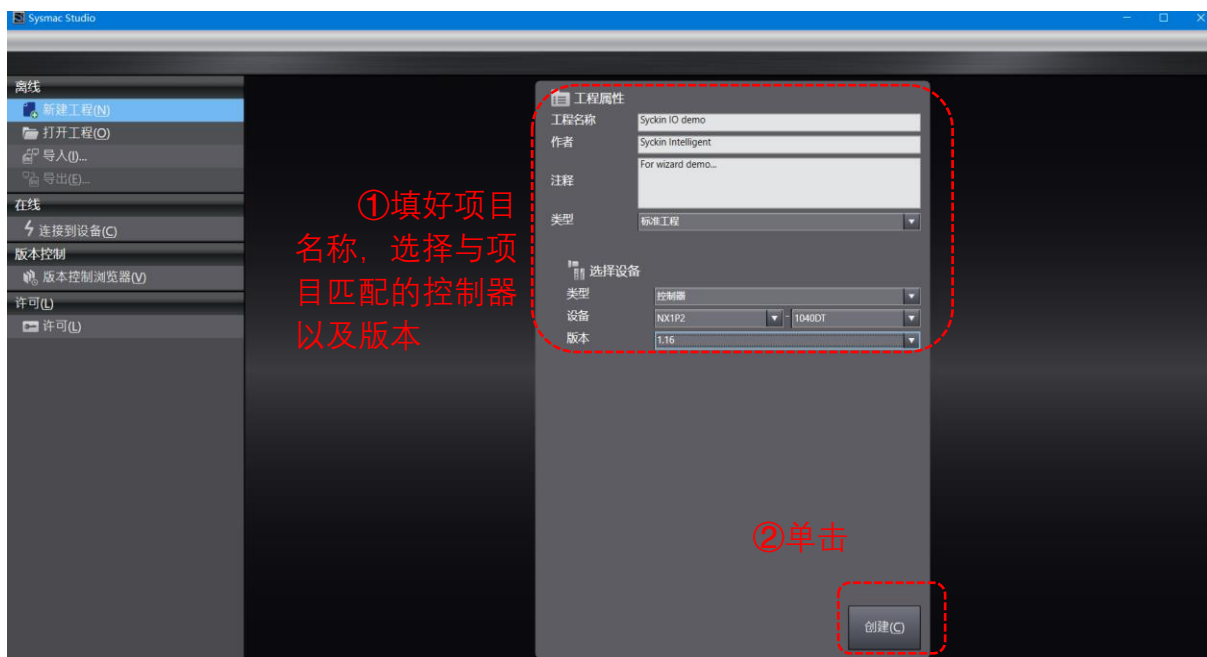 Sysmac Studio
离线
新建工程(N)
打开工程(O)
导入(I)...
导出(E)...
在线
连接到设备(C)
版本控制
版本控制浏览器(V)
许可(L)
许可(L)
①填好项目
名称，选择与项
目匹配的控制器
以及版本
工程属性
工程名称 Syckin IO demo
作者 Syckin Intelligent
注释 For wizard demo...
类型 标准工程
选择设备
类型 控制器
设备 NX1P2 - 1040DT
版本 1.16
②单击
创建(C)